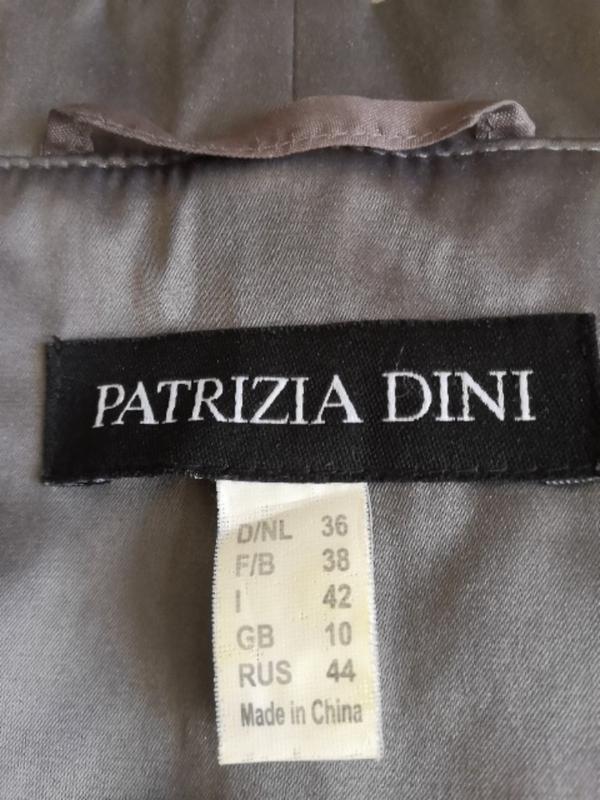 PATRIZIA DINI
D/NL 36
F/B 38
I 42
GB 10
RUS 44
Made in China